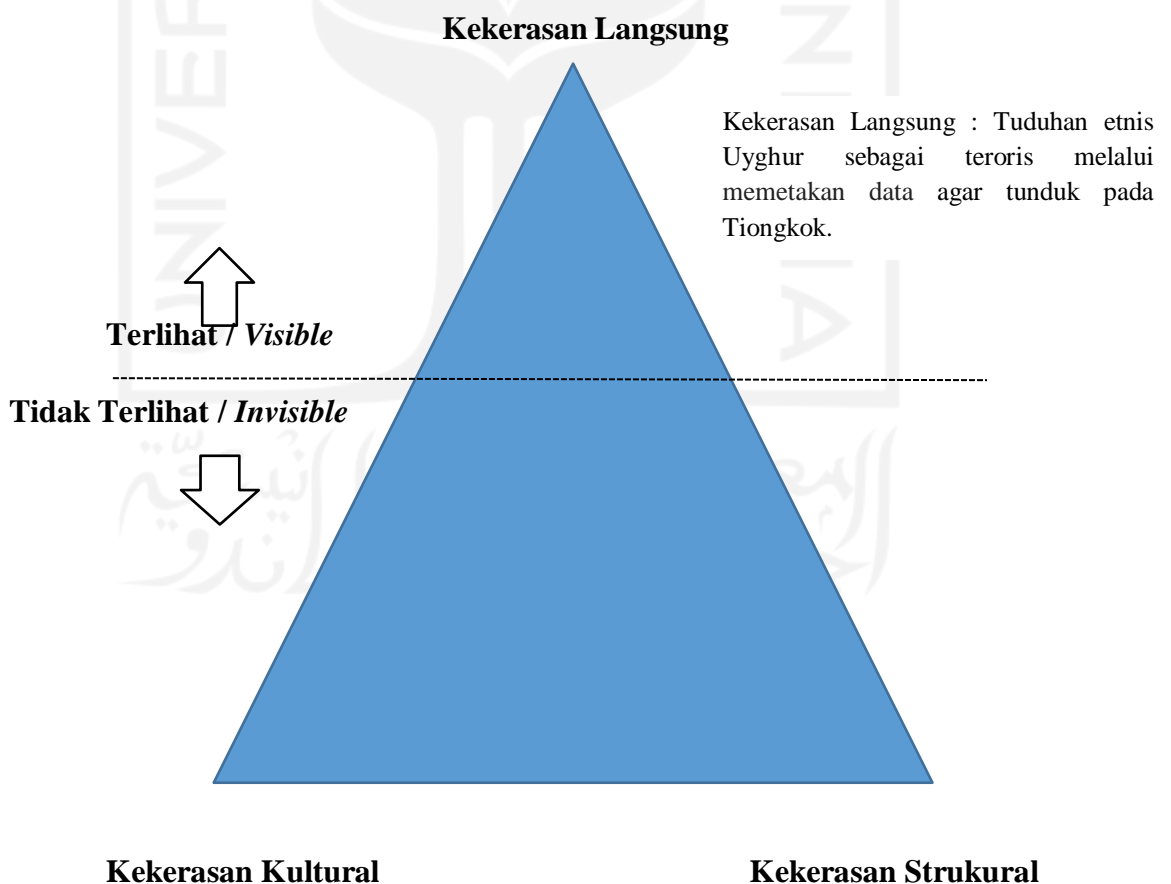 Kekerasan Langsung
Kekerasan Langsung : Tuduhan etnis
Uyghur sebagai teroris melalui
memetakan data agar tunduk pada
Tiongkok.
Terlihat / Visible
Tidak Terlihat / Invisible
Kekerasan Kultural
Kekerasan Strukural